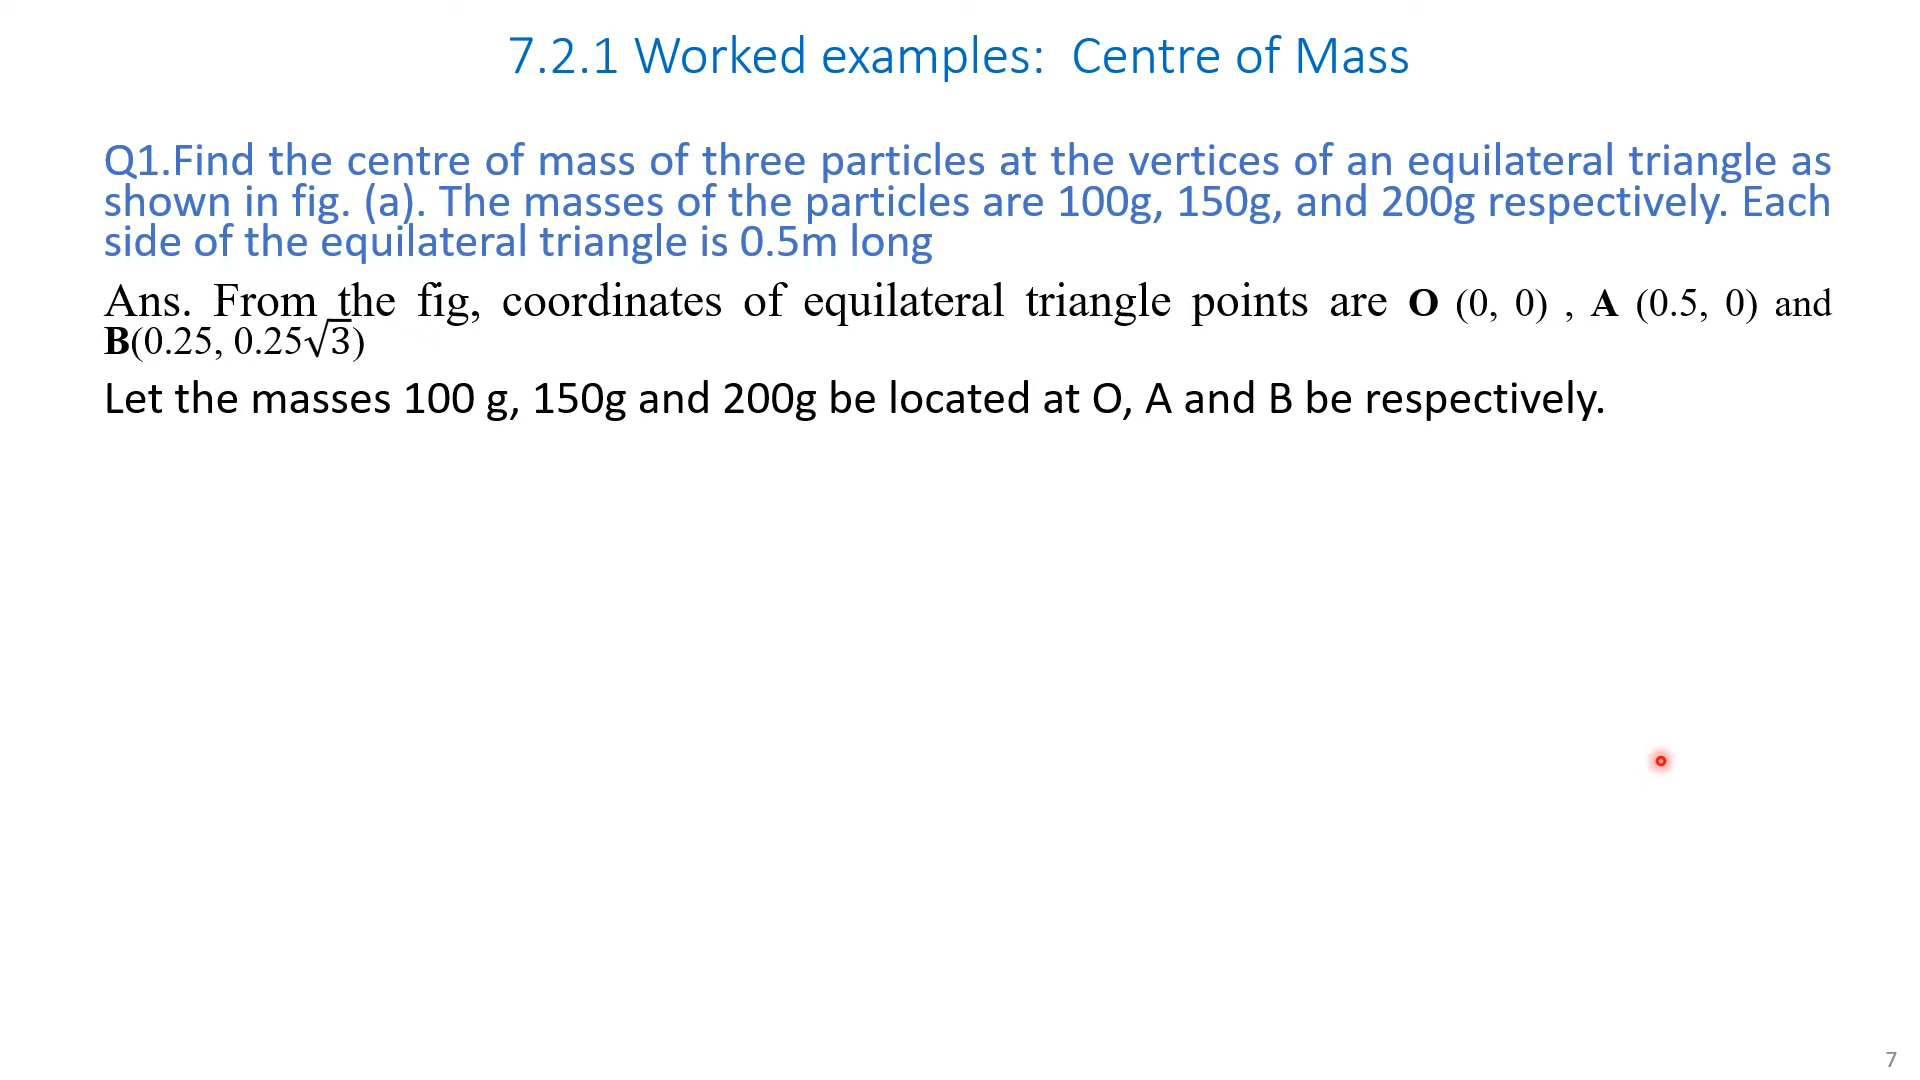 7.2.1 Worked examples:  Centre of Mass
Q1.Find the centre of mass of three particles at the vertices of an equilateral triangle as
shown in fig. (a). The masses of the particles are 100g, 150g, and 200g respectively. Each
side of the equilateral triangle is 0.5m long
Ans. From the fig, coordinates of equilateral triangle points are O (0, 0) , A (0.5, 0) and
B(0.25, 0.25√3)
Let the masses 100 g, 150g and 200g be located at O, A and B be respectively.
7